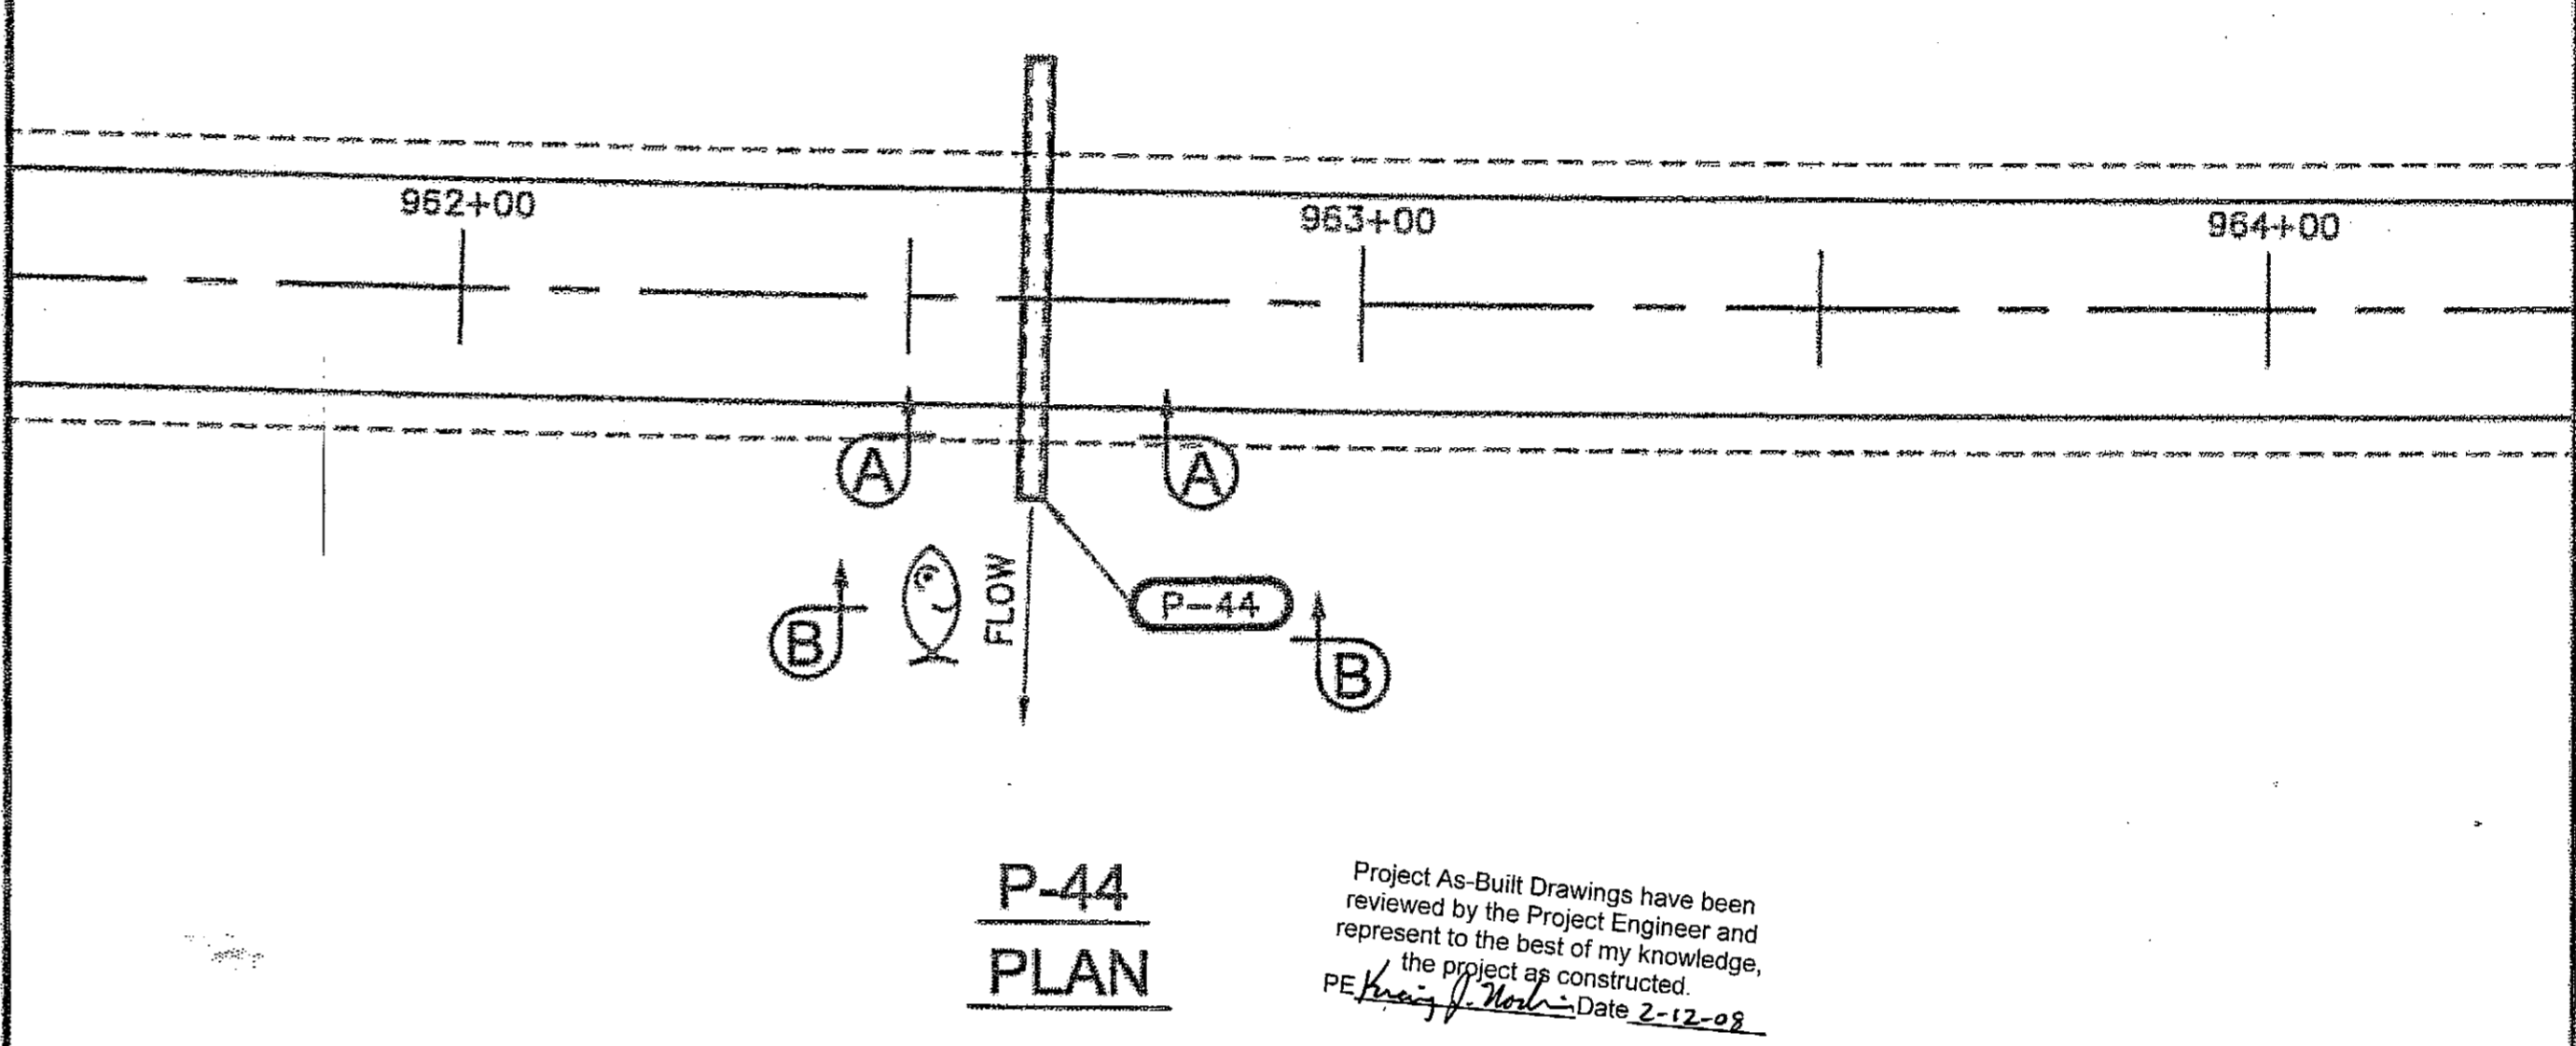 962+00
963+00
964+00
A
A
B
FLOW
P-44
B
P-44
PLAN
Project As-Built Drawings have been
reviewed by the Project Engineer and
represent to the best of my knowledge,
the project as constructed.
PE Date 2-12-08